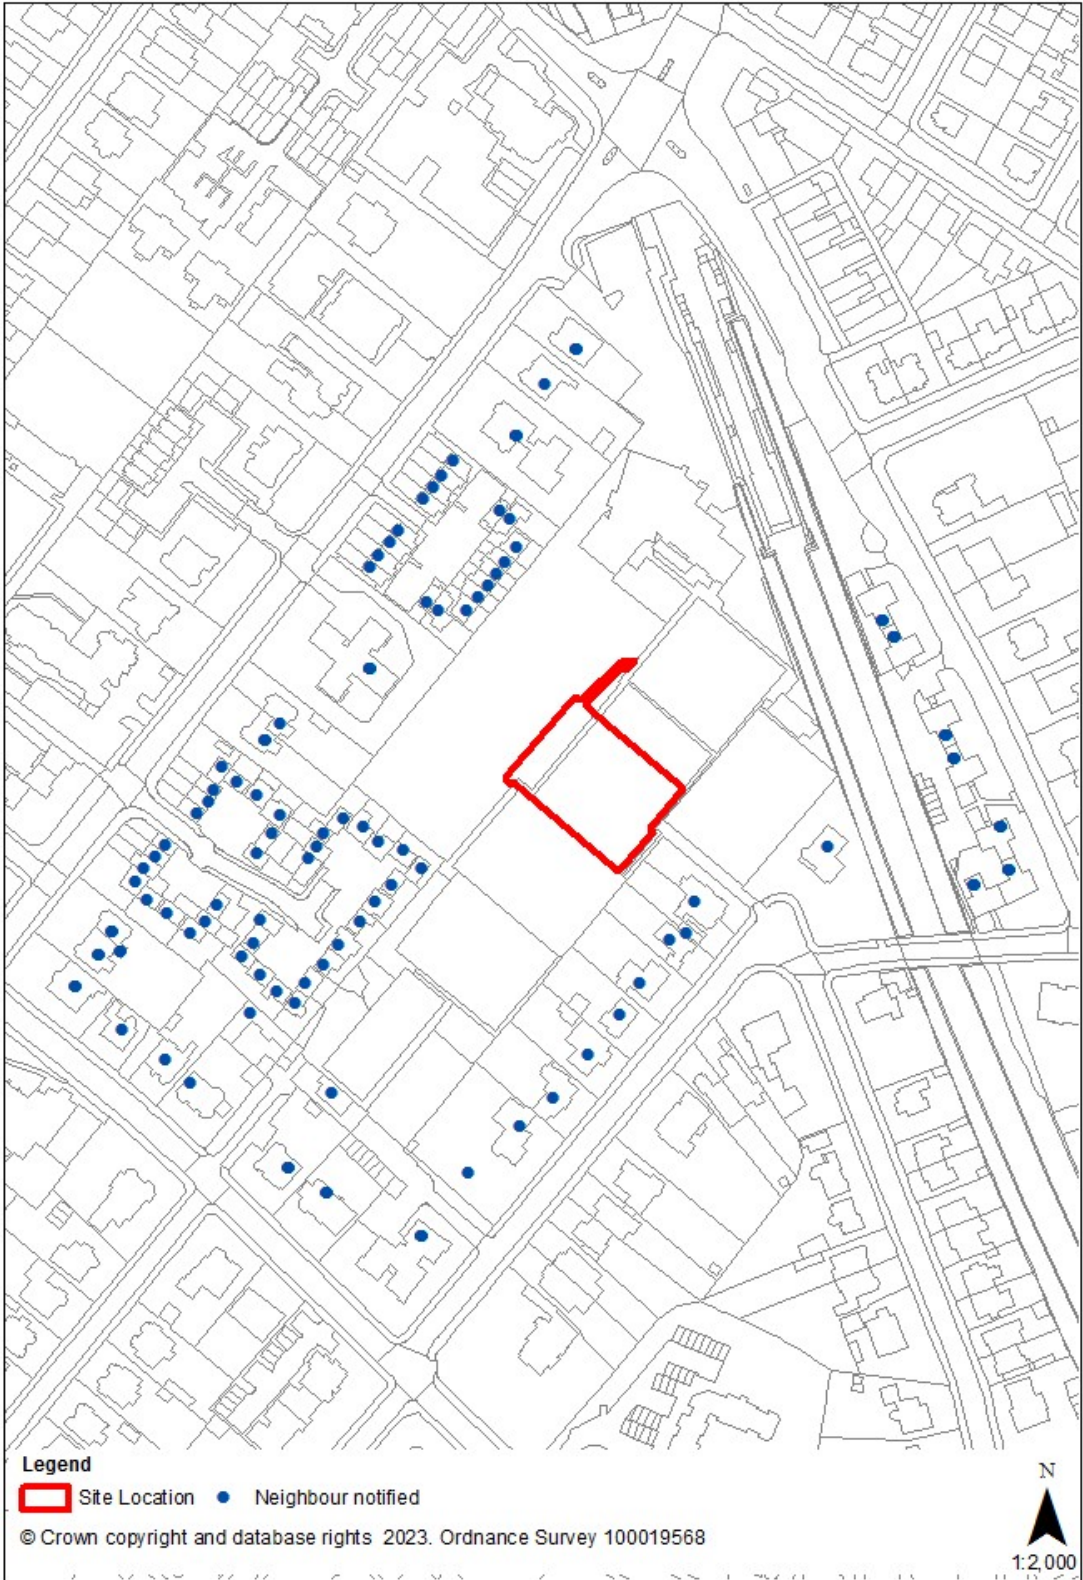 Legend
Site Location
Neighbour notified
© Crown copyright and database rights 2023. Ordnance Survey 100019568
N
1:2,000